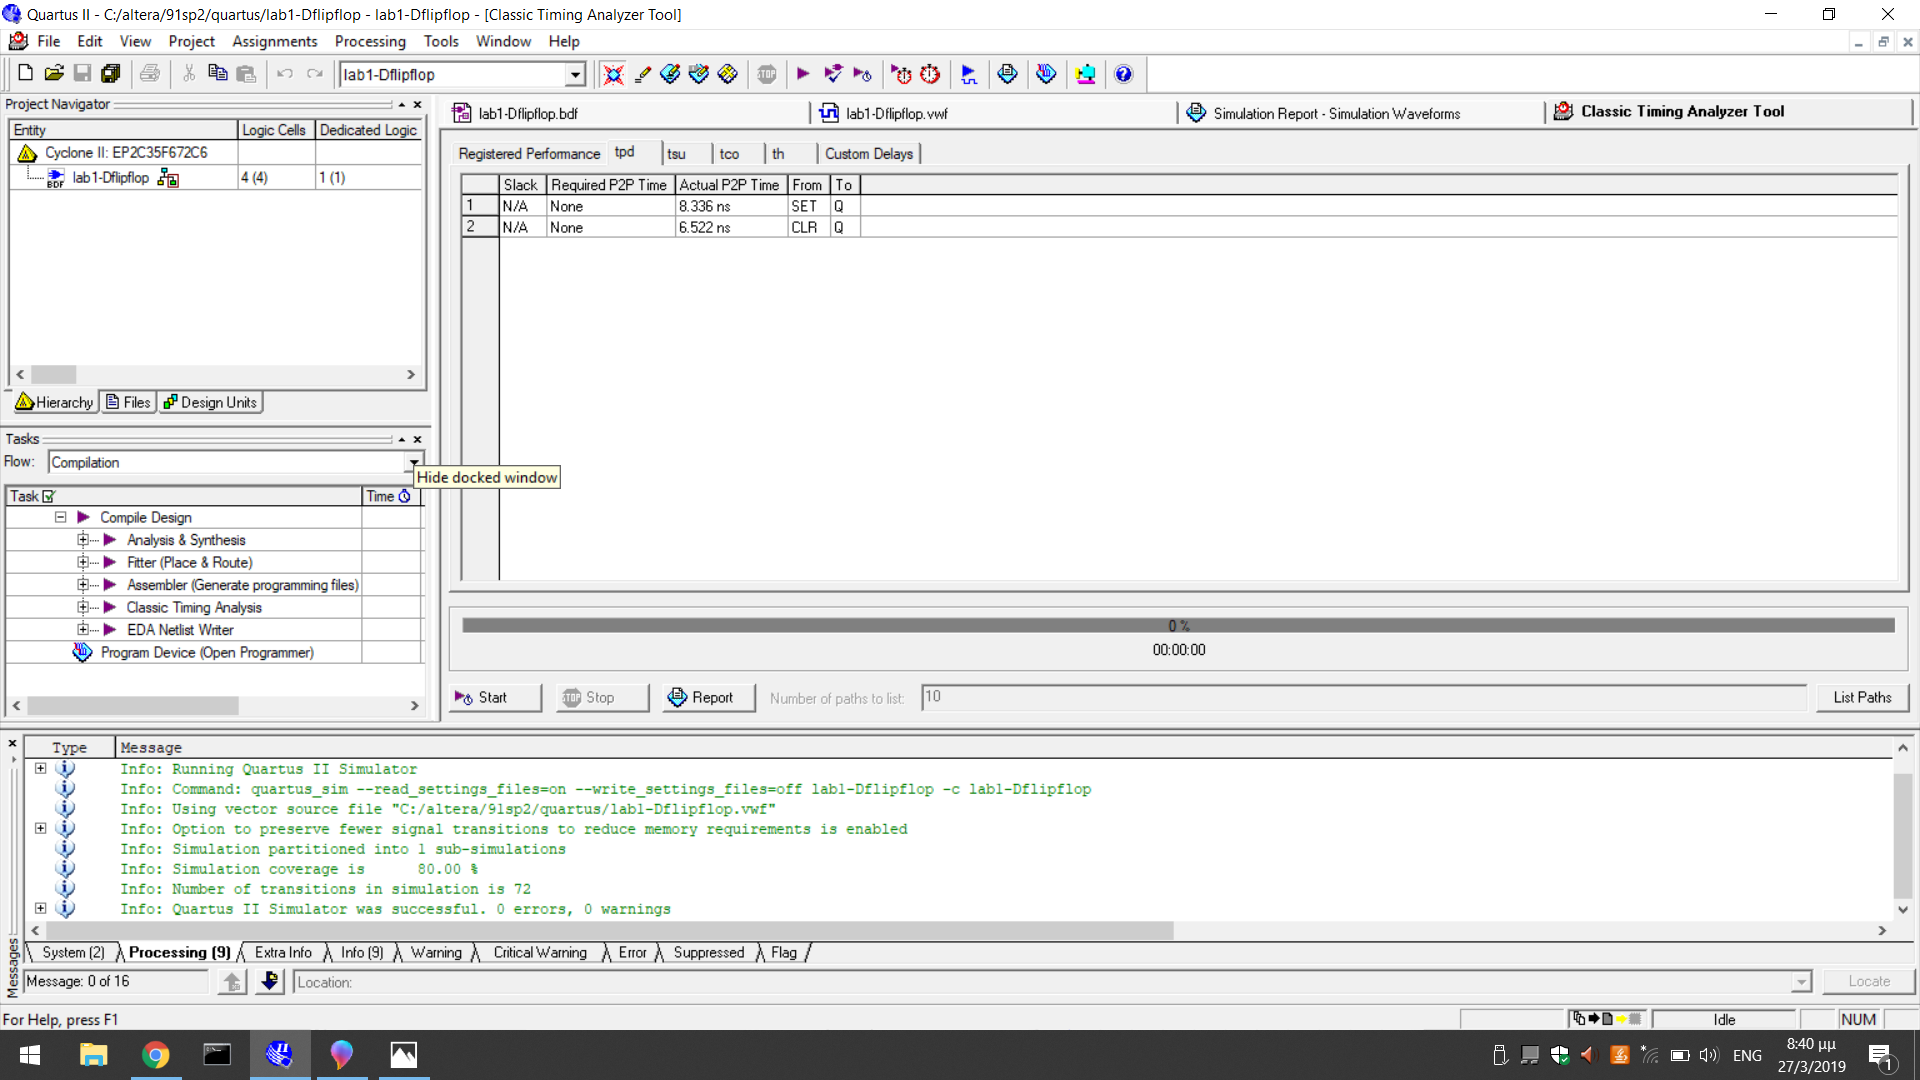 Quartus II - C:/altera/91sp2/quartus/lab1-Dflipflop - lab1-Dflipflop - [Classic Timing Analyzer Tool]
File Edit View Project Assignments Processing Tools Window Help
lab1-Dflipflop
Project Navigator
Entity Logic Cells Dedicated Logic
Cyclone II: EP2C35F672C6
BDF lab1-Dflipflop 4 (4) 1 (1)
Hierarchy Files Design Units
Tasks
Flow: Compilation
Hide docked window
Task Time
Compile Design
Analysis & Synthesis
Fitter (Place & Route)
Assembler (Generate programming files)
Classic Timing Analysis
EDA Netlist Writer
Program Device (Open Programmer)
lab1-Dflipflop.bdf lab1-Dflipflop.vwf Simulation Report - Simulation Waveforms Classic Timing Analyzer Tool
Registered Performance tpd tsu tco th Custom Delays
Slack Required P2P Time Actual P2P Time From To
1 N/A None 8.336 ns SET Q
2 N/A None 6.522 ns CLR Q
0 %
00:00:00
Start STOP Stop Report Number of paths to list: 10 List Paths
Type Message
Info: Running Quartus II Simulator
Info: Command: quartus_sim --read_settings_files=on --write_settings_files=off lab1-Dflipflop -c lab1-Dflipflop
Info: Using vector source file "C:/altera/91sp2/quartus/lab1-Dflipflop.vwf"
Info: Option to preserve fewer signal transitions to reduce memory requirements is enabled
Info: Simulation partitioned into 1 sub-simulations
Info: Simulation coverage is 80.00 %
Info: Number of transitions in simulation is 72
Info: Quartus II Simulator was successful. 0 errors, 0 warnings
System (2) Processing (9) Extra Info Info (9) Warning Critical Warning Error Suppressed Flag
Messages
Message: 0 of 16 Location: Locate
For Help, press F1 Idle NUM
ENG
8:40 μμ
27/3/2019
1